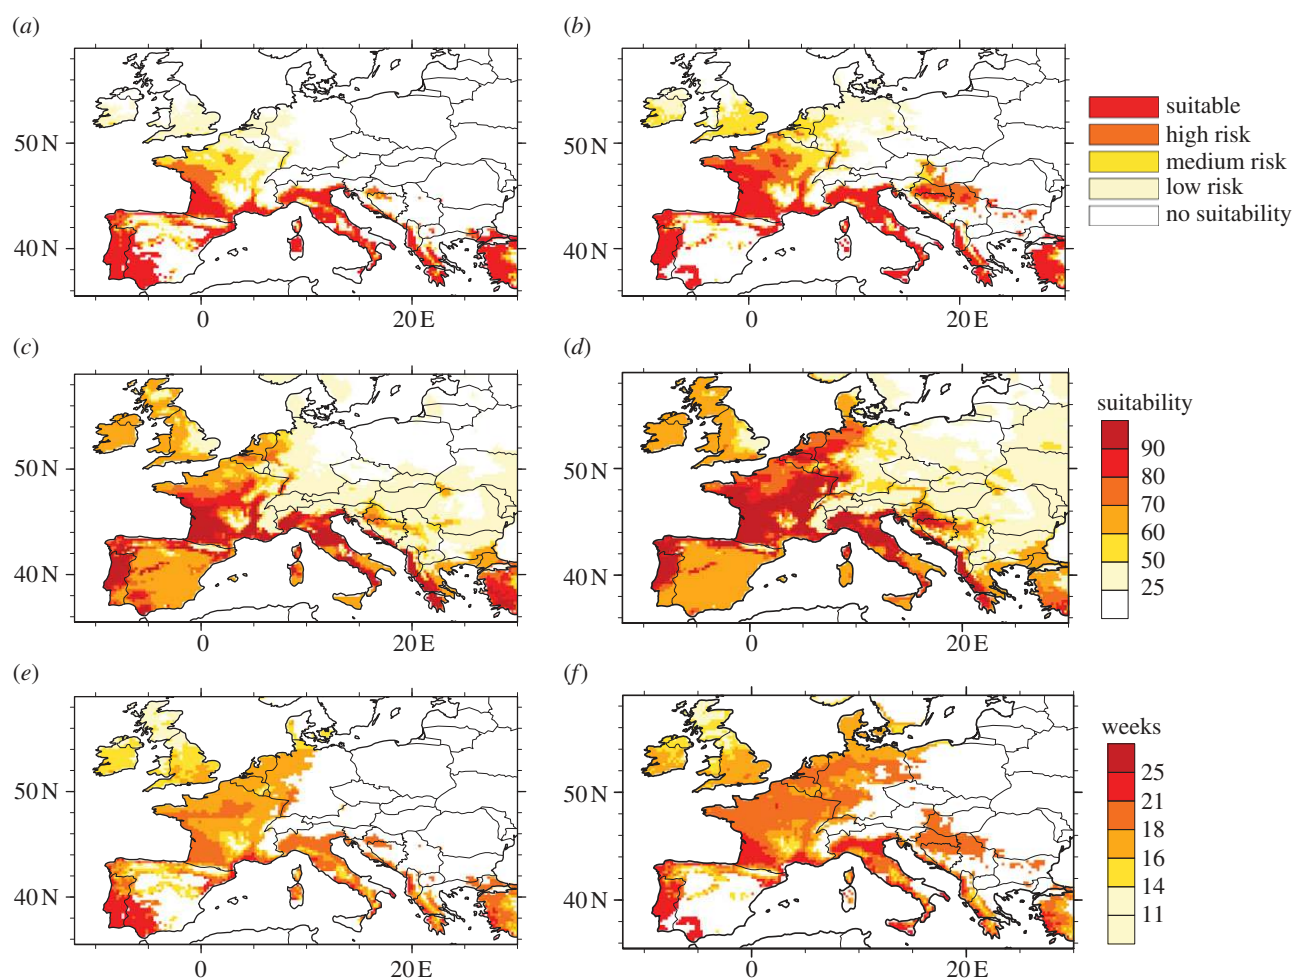 (a)
(b)
50 N
40 N
0
20 E
50 N
40 N
0
20 E
suitable
high risk
medium risk
low risk
no suitability
(c)
(d)
50 N
40 N
0
20 E
50 N
40 N
0
20 E
suitability
90
80
70
60
50
25
(e)
(f)
50 N
40 N
0
20 E
50 N
40 N
0
20 E
weeks
25
21
18
16
14
11